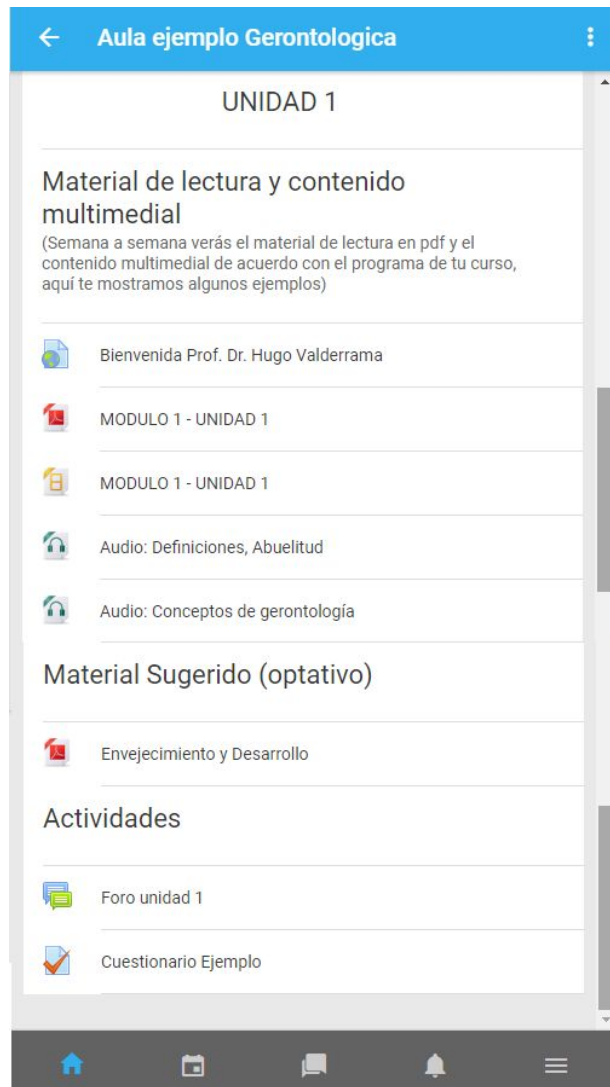 Aula ejemplo Gerontologica
UNIDAD 1
Material de lectura y contenido
multimedial
(Semana a semana verás el material de lectura en pdf y el
contenido multimedial de acuerdo con el programa de tu curso,
aquí te mostramos algunos ejemplos)
Bienvenida Prof. Dr. Hugo Valderrama
MODULO 1 - UNIDAD 1
MODULO 1 - UNIDAD 1
Audio: Definiciones, Abuelitud
Audio: Conceptos de gerontología
Material Sugerido (optativo)
Envejecimiento y Desarrollo
Actividades
Foro unidad 1
Cuestionario Ejemplo